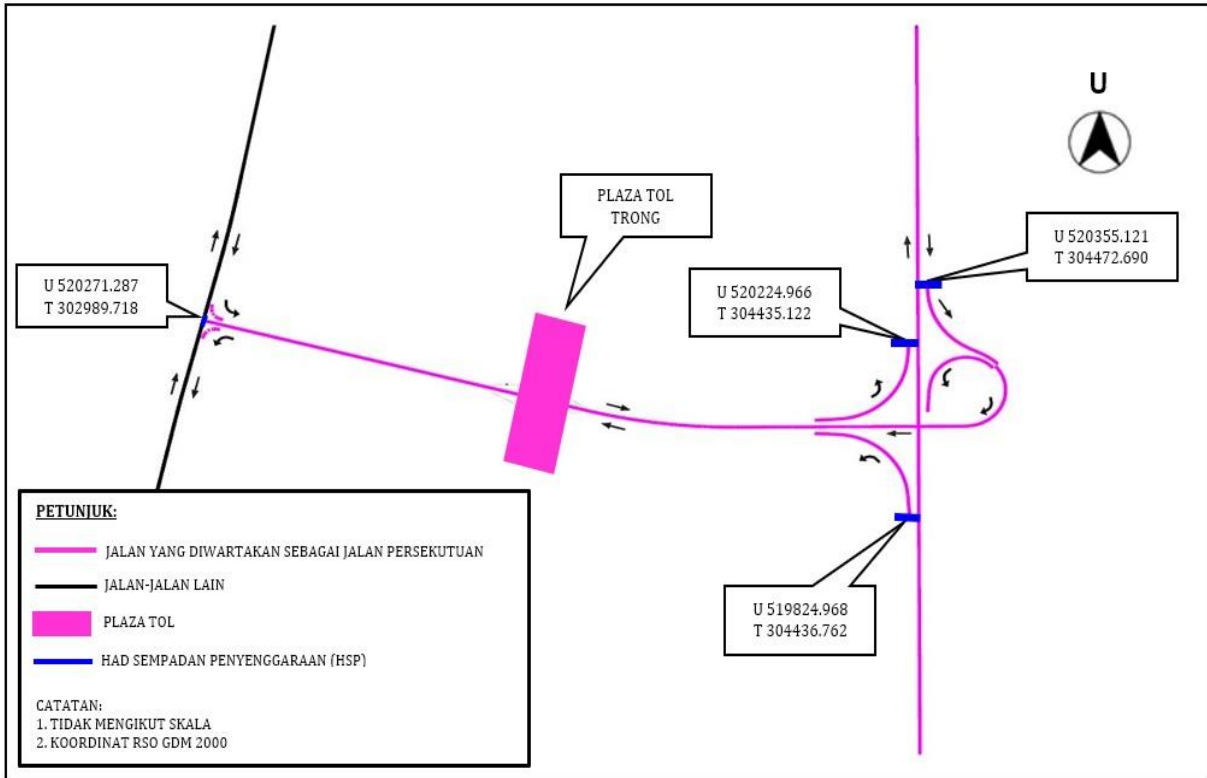 U
PLAZA TOL
TRONG
U 520355.121
T 304472.690
U 520271.287
T 302989.718
U 520224.966
T 304435.122
U 519824.968
T 304436.762
PETUNJUK:
JALAN YANG DIWARTAKAN SEBAGAI JALAN PERSEKUTUAN
JALAN-JALAN LAIN
PLAZA TOL
HAD SEMPADAN PENYENGGARAAN (HSP)
CATATAN:
1. TIDAK MENGIKUT SKALA
2. KOORDINAT RSO GDM 2000